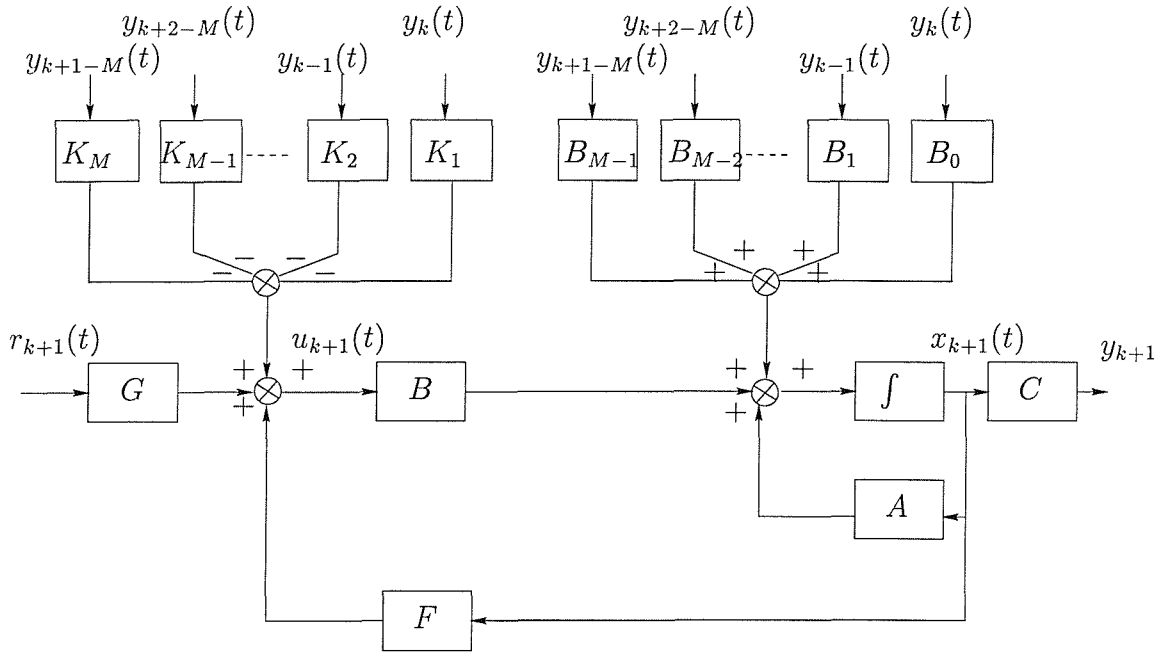 y_{k+2-M}(t) y_k(t) y_{k+2-M}(t) y_k(t)
y_{k+1-M}(t) y_{k-1}(t) y_{k+1-M}(t) y_{k-1}(t)
K_M K_{M-1} ---- K_2 K_1 B_{M-1} B_{M-2} ---- B_1 B_0
− − + +
− − + +
r_{k+1}(t) u_{k+1}(t) x_{k+1}(t) y_{k+1}
+ + + +
G B ∫ C
+ +
A
F